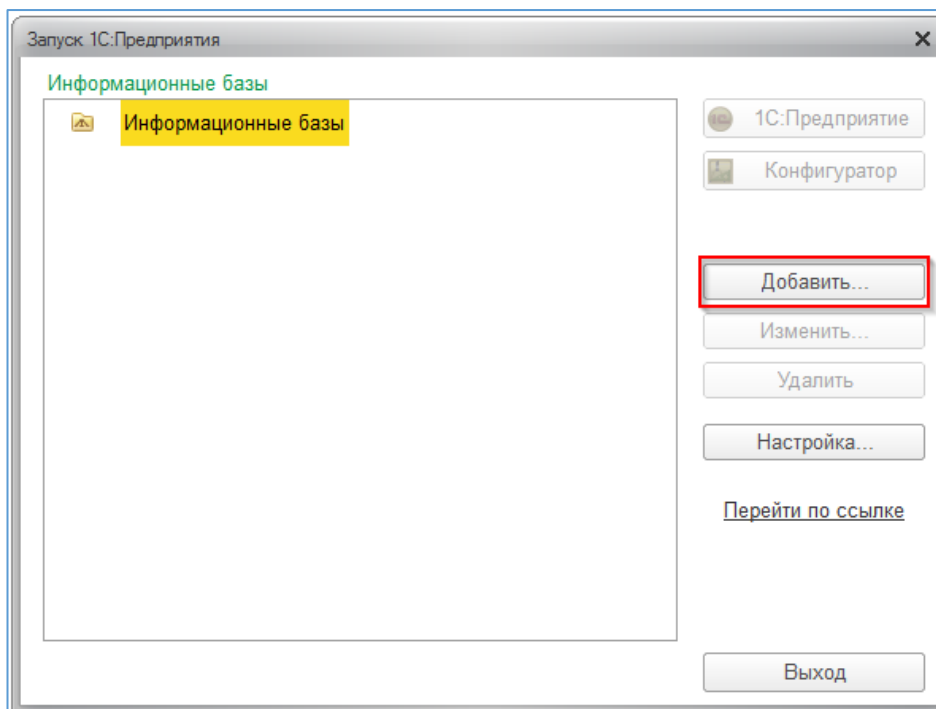 Запуск 1С:Предприятия
Информационные базы
Информационные базы
1С:Предприятие
Конфигуратор
Добавить...
Изменить...
Удалить
Настройка...
Перейти по ссылке
Выход